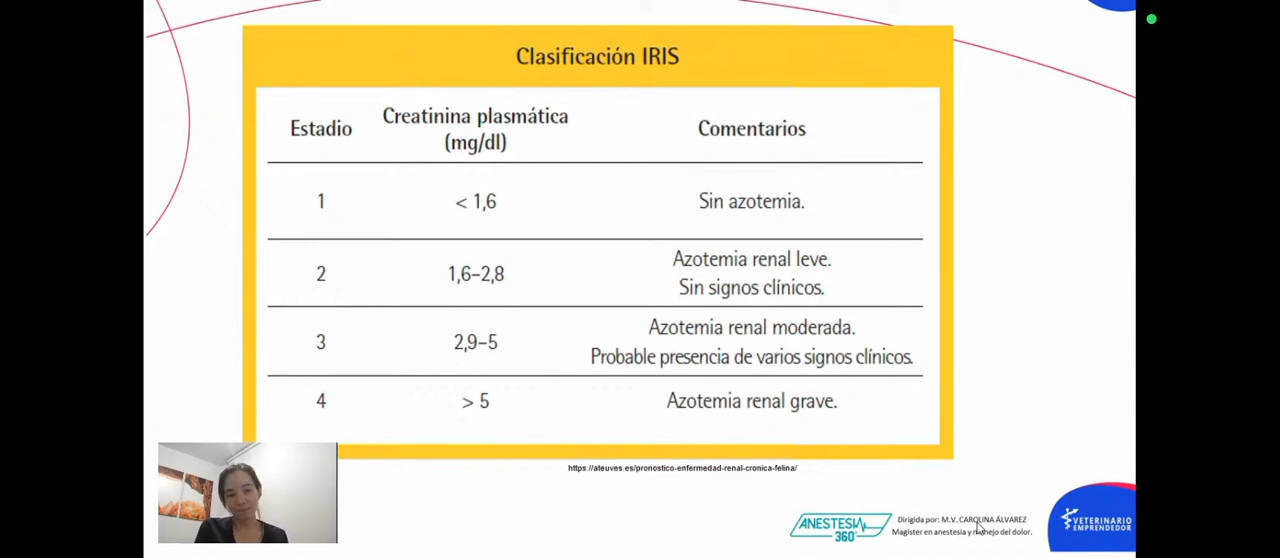 Clasificación IRIS
Estadio
Creatinina plasmática
(mg/dl)
Comentarios
1
< 1,6
Sin azotemia.
2
1,6–2,8
Azotemia renal leve.
Sin signos clínicos.
3
2,9–5
Azotemia renal moderada.
Probable presencia de varios signos clínicos.
4
> 5
Azotemia renal grave.
https://ateuves.es/pronostico-enfermedad-renal-cronica-felina/
ANESTESIA
360°
Dirigida por: M.V. CAROLINA ÁLVAREZ
Magíster en anestesia y manejo del dolor.
VETERINARIO
EMPRENDEDOR